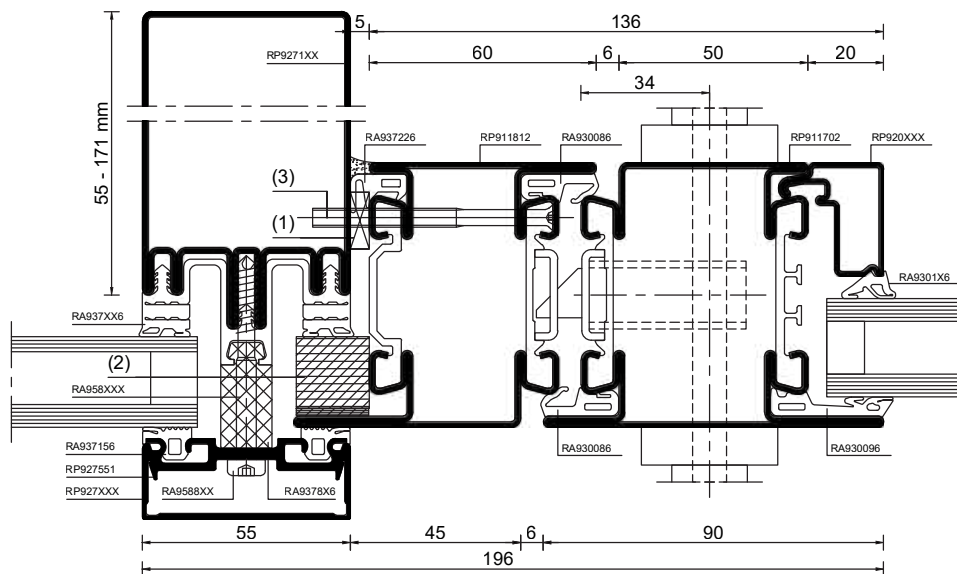 5
136
60
6
50
20
34
RP9271XX
RA937226
RP911812
RA930086
RP911702
RP920XXX
55 - 171 mm
(3)
(1)
RA9301X6
RA937XX6
(2)
RA958XXX
RA937156
RP927551
RP927XXX
RA9588XX
RA9378X6
RA930086
RA930096
55
45
6
90
196